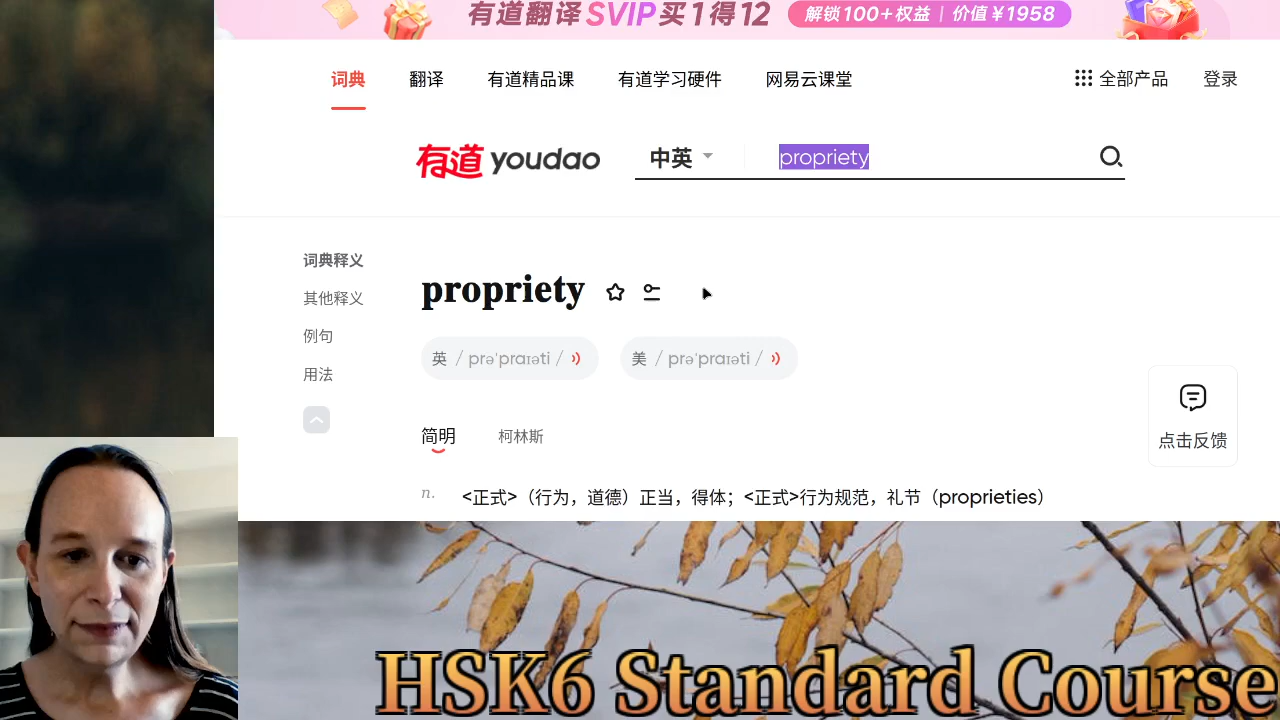 有道翻译 SVIP 买1得12 解锁100+权益 | 价值￥1958
词典 翻译 有道精品课 有道学习硬件 网易云课堂 全部产品 登录
有道 youdao 中英 propriety
词典释义
其他释义
例句
用法
propriety
英 / prəˈpraɪəti / 美 / prəˈpraɪəti /
点击反馈
简明 柯林斯
n. <正式>（行为，道德）正当，得体；<正式>行为规范，礼节（proprieties）
HSK6 Standard Course